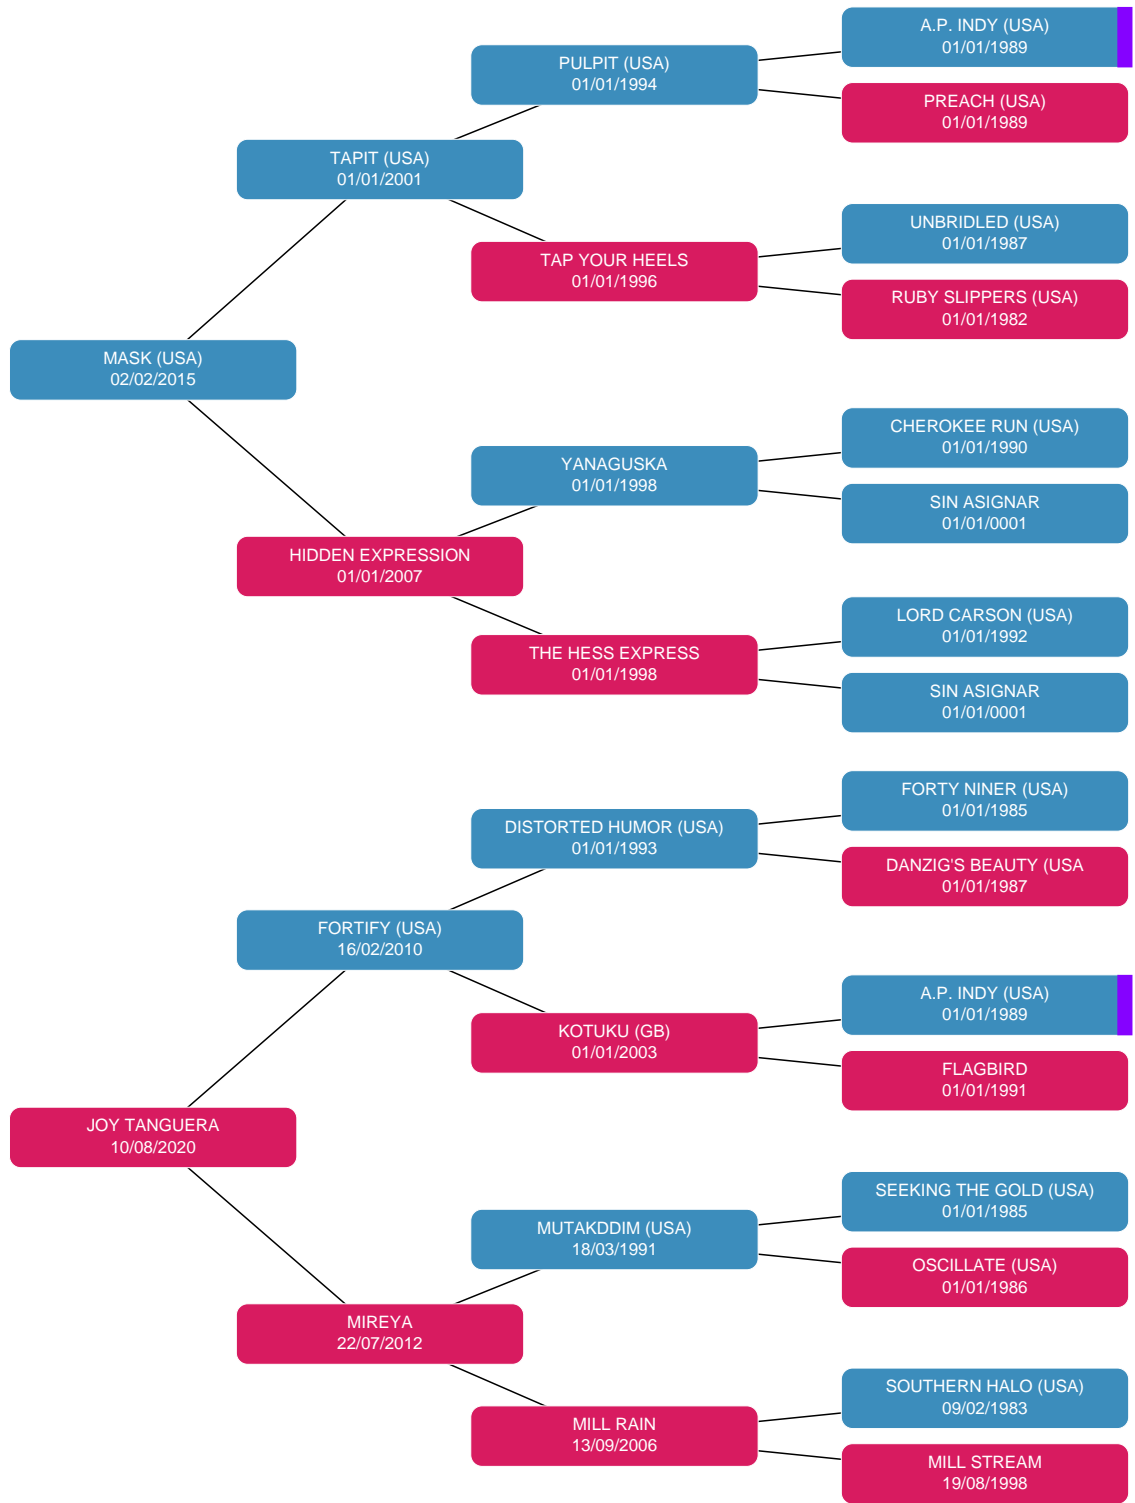 A.P. INDY (USA)
01/01/1989
PULPIT (USA)
01/01/1994
PREACH (USA)
01/01/1989
TAPIT (USA)
01/01/2001
UNBRIDLED (USA)
01/01/1987
TAP YOUR HEELS
01/01/1996
RUBY SLIPPERS (USA)
01/01/1982
MASK (USA)
02/02/2015
CHEROKEE RUN (USA)
01/01/1990
YANAGUSKA
01/01/1998
SIN ASIGNAR
01/01/0001
HIDDEN EXPRESSION
01/01/2007
LORD CARSON (USA)
01/01/1992
THE HESS EXPRESS
01/01/1998
SIN ASIGNAR
01/01/0001
FORTY NINER (USA)
01/01/1985
DISTORTED HUMOR (USA)
01/01/1993
DANZIG'S BEAUTY (USA
01/01/1987
FORTIFY (USA)
16/02/2010
A.P. INDY (USA)
01/01/1989
KOTUKU (GB)
01/01/2003
FLAGBIRD
01/01/1991
JOY TANGUERA
10/08/2020
SEEKING THE GOLD (USA)
01/01/1985
MUTAKDDIM (USA)
18/03/1991
OSCILLATE (USA)
01/01/1986
MIREYA
22/07/2012
SOUTHERN HALO (USA)
09/02/1983
MILL RAIN
13/09/2006
MILL STREAM
19/08/1998